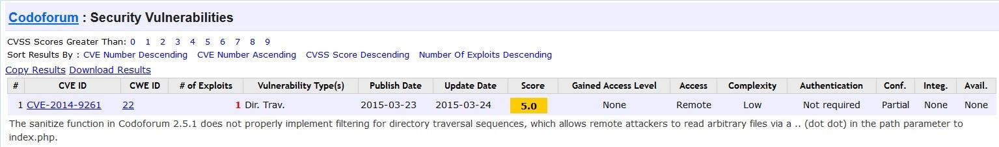 Codoforum : Security Vulnerabilities
CVSS Scores Greater Than: 0 1 2 3 4 5 6 7 8 9
Sort Results By : CVE Number Descending CVE Number Ascending CVSS Score Descending Number Of Exploits Descending
Copy Results Download Results
# CVE ID CWE ID # of Exploits Vulnerability Type(s) Publish Date Update Date Score Gained Access Level Access Complexity Authentication Conf. Integ. Avail.
1 CVE-2014-9261 22 1 Dir. Trav. 2015-03-23 2015-03-24 5.0 None Remote Low Not required Partial None None
The sanitize function in Codoforum 2.5.1 does not properly implement filtering for directory traversal sequences, which allows remote attackers to read arbitrary files via a .. (dot dot) in the path parameter to
index.php.